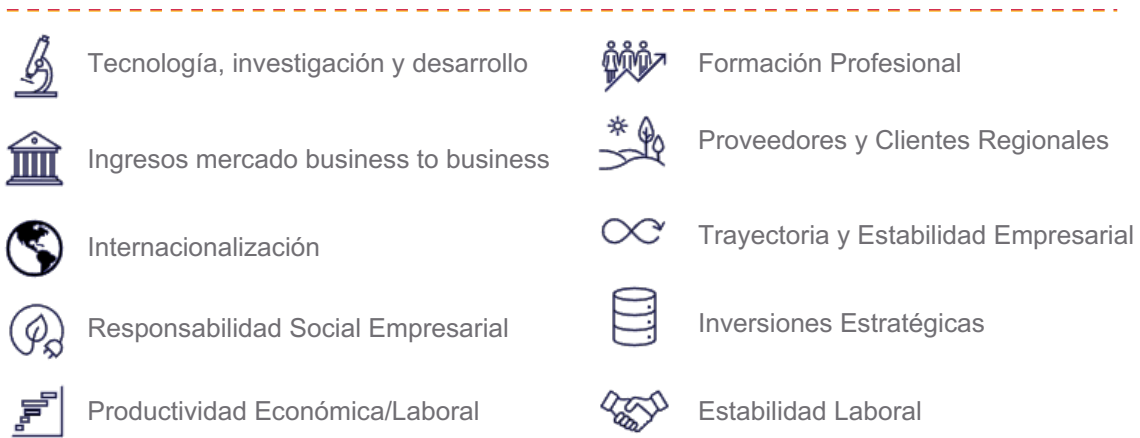 Tecnología, investigación y desarrollo
Ingresos mercado business to business
Internacionalización
Responsabilidad Social Empresarial
Productividad Económica/Laboral
Formación Profesional
Proveedores y Clientes Regionales
Trayectoria y Estabilidad Empresarial
Inversiones Estratégicas
Estabilidad Laboral